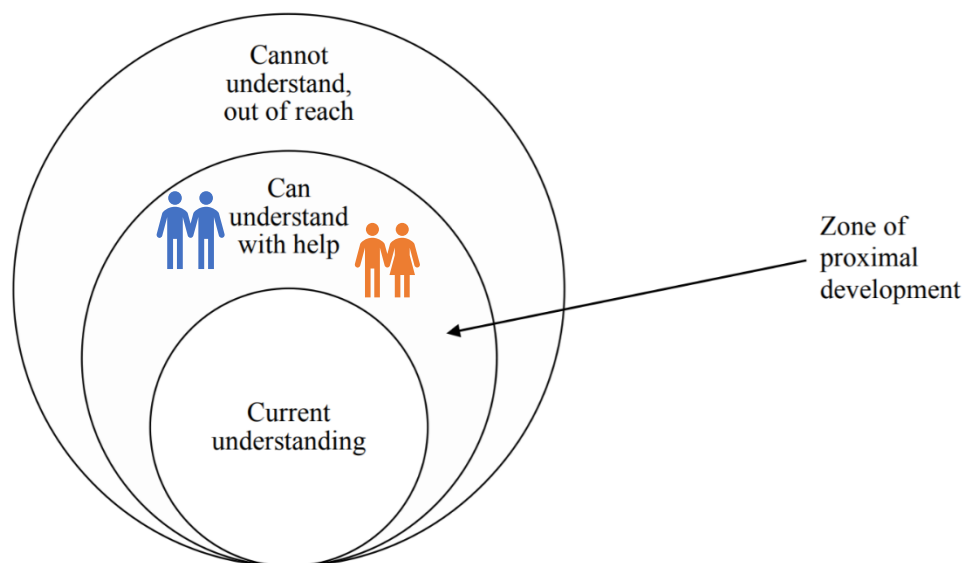 Cannot
understand,
out of reach
Can
understand
with help
Zone of
proximal
development
Current
understanding